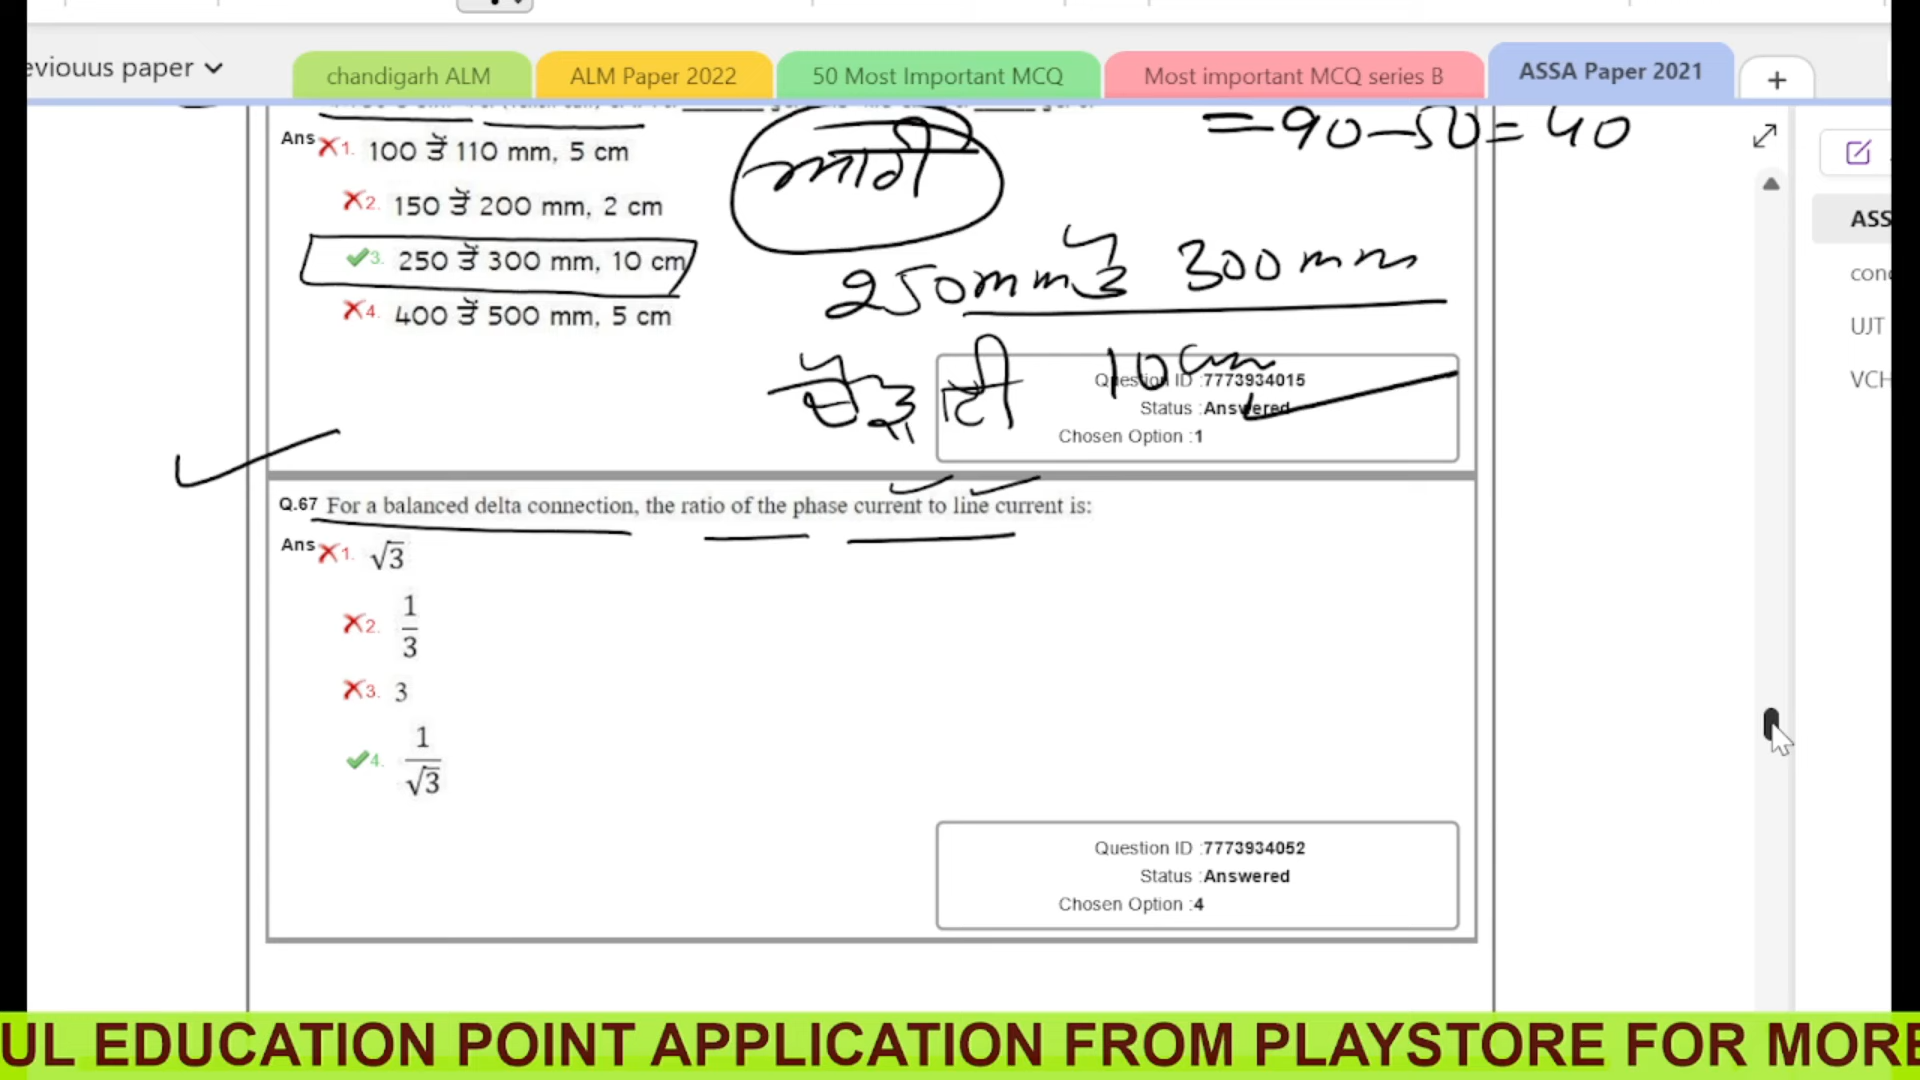 eviouus paper
chandigarh ALM
ALM Paper 2022
50 Most Important MCQ
Most important MCQ series B
ASSA Paper 2021
+
= 90 - 50 = 40
Ans
1. 100 से 110 mm, 5 cm
2. 150 से 200 mm, 2 cm
3. 250 से 300 mm, 10 cm
4. 400 से 500 mm, 5 cm
250mm से 300mm
10cm
Question ID :7773934015
Status :Answered
Chosen Option :1
Q.67 For a balanced delta connection, the ratio of the phase current to line current is:
Ans
1. √3
2. 1/3
3. 3
4. 1/√3
Question ID :7773934052
Status :Answered
Chosen Option :4
ASS
con
UJT
VCH
UL EDUCATION POINT APPLICATION FROM PLAYSTORE FOR MORE